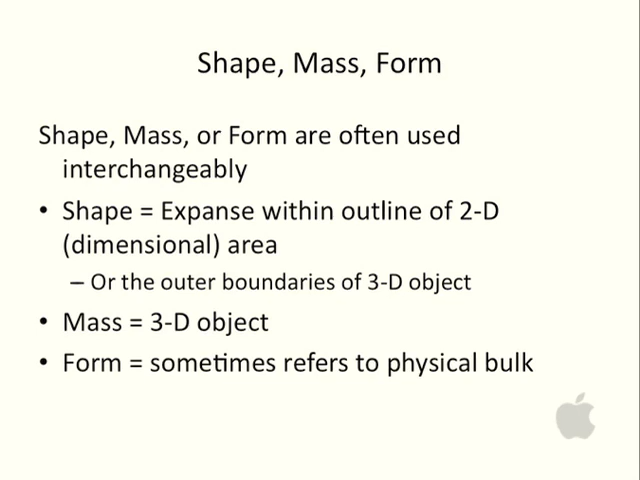 Shape, Mass, Form
Shape, Mass, or Form are often used
interchangeably
• Shape = Expanse within outline of 2-D
(dimensional) area
– Or the outer boundaries of 3-D object
• Mass = 3-D object
• Form = sometimes refers to physical bulk